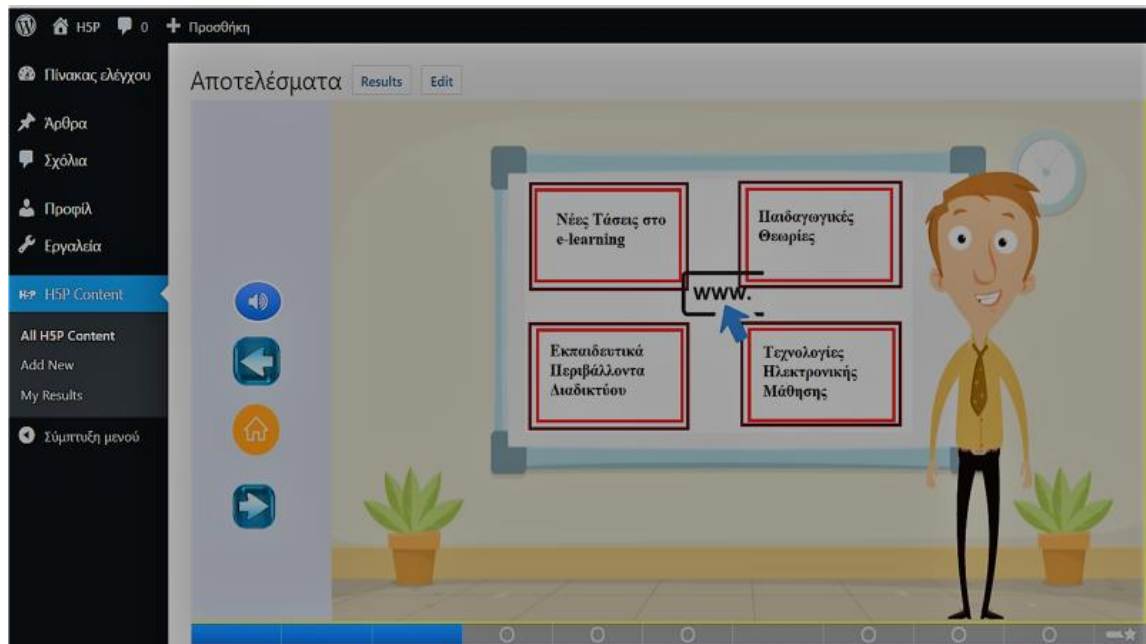 H5P 0 + Προσθήκη
Πίνακας ελέγχου
Άρθρα
Σχόλια
Προφίλ
Εργαλεία
H5P H5P Content
All H5P Content
Add New
My Results
Σύμπτυξη μενού
Αποτελέσματα Results Edit
Νέες Τάσεις στο
e-learning
Παιδαγωγικές
Θεωρίες
www.
Εκπαιδευτικά
Περιβάλλοντα
Διαδικτύου
Τεχνολογίες
Ηλεκτρονικής
Μάθησης